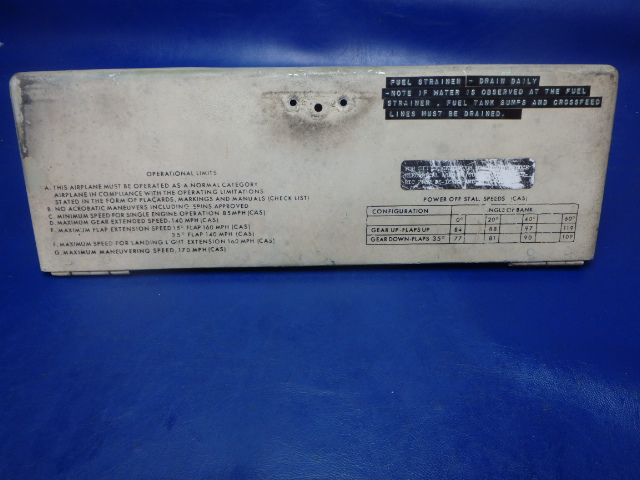 FUEL STRAINER - DRAIN DAILY
-NOTE IF WATER IS OBSERVED AT THE FUEL
STRAINER , FUEL TANK SUMPS AND CROSSFEED
LINES MUST BE DRAINED.
OPERATIONAL LIMITS
A. THIS AIRPLANE MUST BE OPERATED AS A NORMAL CATEGORY
AIRPLANE IN COMPLIANCE WITH THE OPERATING LIMITATIONS
STATED IN THE FORM OF PLACARDS, MARKINGS AND MANUALS (CHECK LIST)
B. NO ACROBATIC MANEUVERS INCLUDING SPINS APPROVED
C. MINIMUM SPEED FOR SINGLE ENGINE OPERATION 85 MPH (CAS)
D. MAXIMUM GEAR EXTENDED SPEED, 140 MPH (CAS)
MAXIMUM FLAP EXTENSION SPEED 15° FLAP 160 MPH (CAS)
35° FLAP 140 MPH (CAS)
MAXIMUM SPEED FOR LANDING LIGHT EXTENSION 160 MPH (CAS)
G. MAXIMUM MANEUVERING SPEED, 170 MPH (CAS)
POWER OFF STALL SPEEDS (CAS)
CONFIGURATION ANGLE OF BANK
0° 20° 40° 60°
GEAR UP-FLAPS UP 84 88 97 119
GEAR DOWN-FLAPS 35° 77 81 90 109